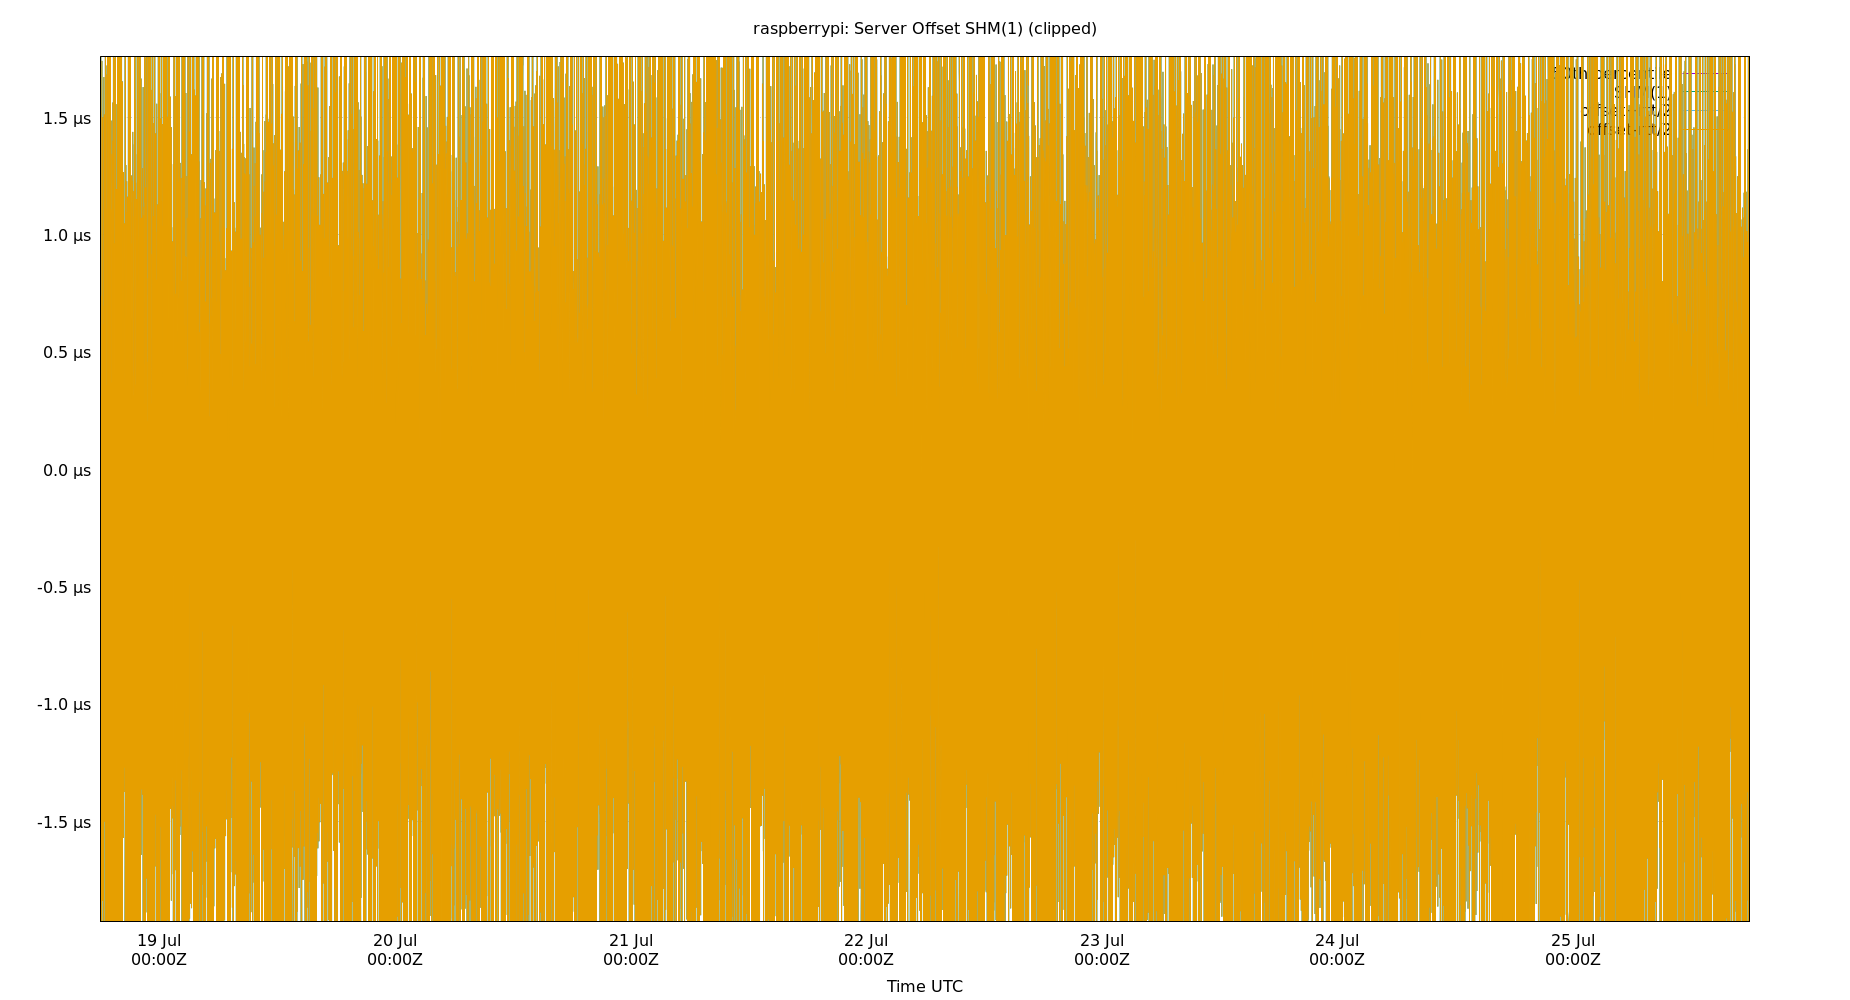 raspberrypi: Server Offset SHM(1) (clipped)
1.5 μs
1.0 μs
0.5 μs
0.0 μs
-0.5 μs
-1.0 μs
-1.5 μs
19 Jul 20 Jul 21 Jul 22 Jul 23 Jul 24 Jul 25 Jul
00:00Z 00:00Z 00:00Z 00:00Z 00:00Z 00:00Z 00:00Z
Time UTC